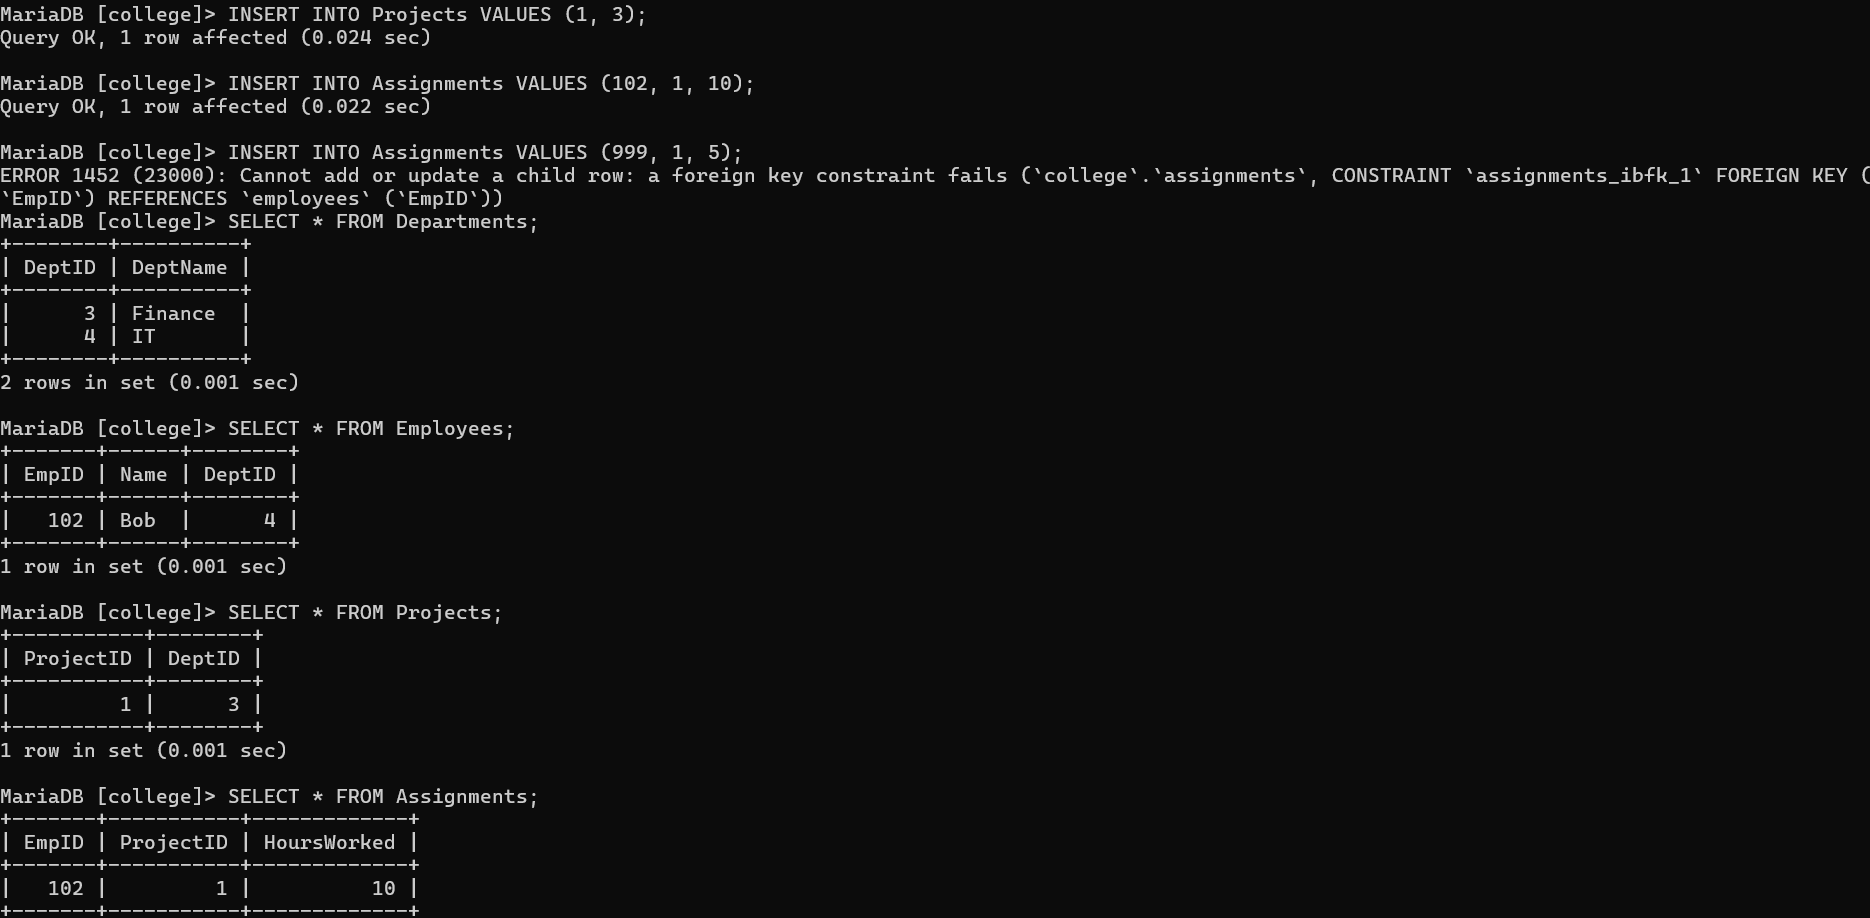 MariaDB [college]> INSERT INTO Projects VALUES (1, 3);
Query OK, 1 row affected (0.024 sec)

MariaDB [college]> INSERT INTO Assignments VALUES (102, 1, 10);
Query OK, 1 row affected (0.022 sec)

MariaDB [college]> INSERT INTO Assignments VALUES (999, 1, 5);
ERROR 1452 (23000): Cannot add or update a child row: a foreign key constraint fails (`college`.`assignments`, CONSTRAINT `assignments_ibfk_1` FOREIGN KEY (
`EmpID`) REFERENCES `employees` (`EmpID`))
MariaDB [college]> SELECT * FROM Departments;
+--------+----------+
| DeptID | DeptName |
+--------+----------+
|      3 | Finance  |
|      4 | IT       |
+--------+----------+
2 rows in set (0.001 sec)

MariaDB [college]> SELECT * FROM Employees;
+-------+------+--------+
| EmpID | Name | DeptID |
+-------+------+--------+
|   102 | Bob  |      4 |
+-------+------+--------+
1 row in set (0.001 sec)

MariaDB [college]> SELECT * FROM Projects;
+-----------+--------+
| ProjectID | DeptID |
+-----------+--------+
|         1 |      3 |
+-----------+--------+
1 row in set (0.001 sec)

MariaDB [college]> SELECT * FROM Assignments;
+-------+-----------+-------------+
| EmpID | ProjectID | HoursWorked |
+-------+-----------+-------------+
|   102 |         1 |          10 |
+-------+-----------+-------------+